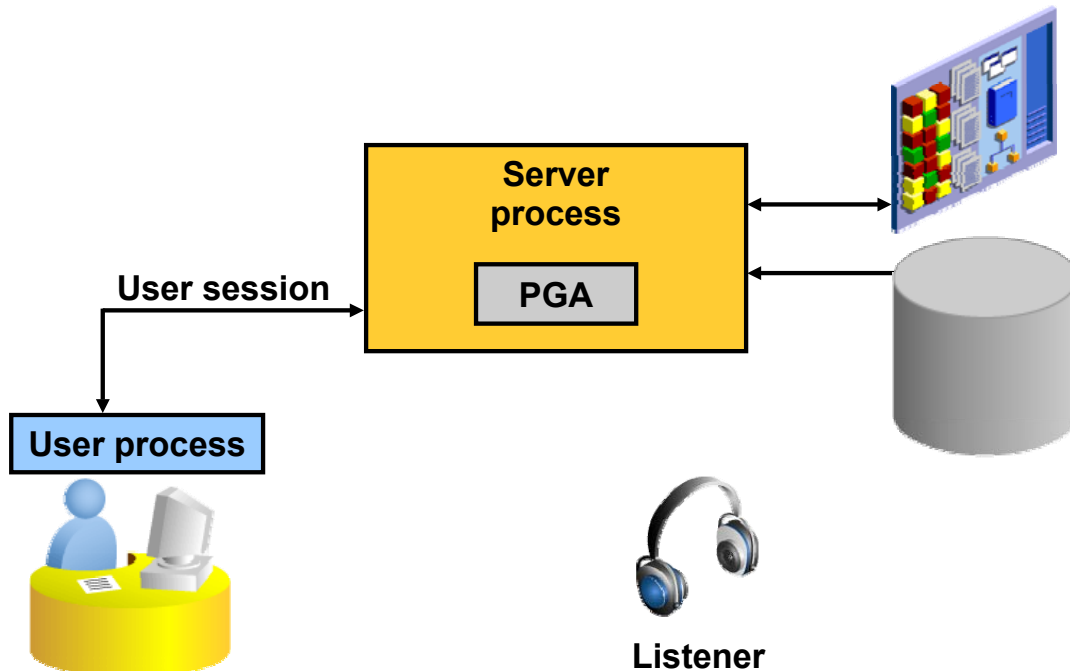 Server
process
PGA
User session
User process
Listener